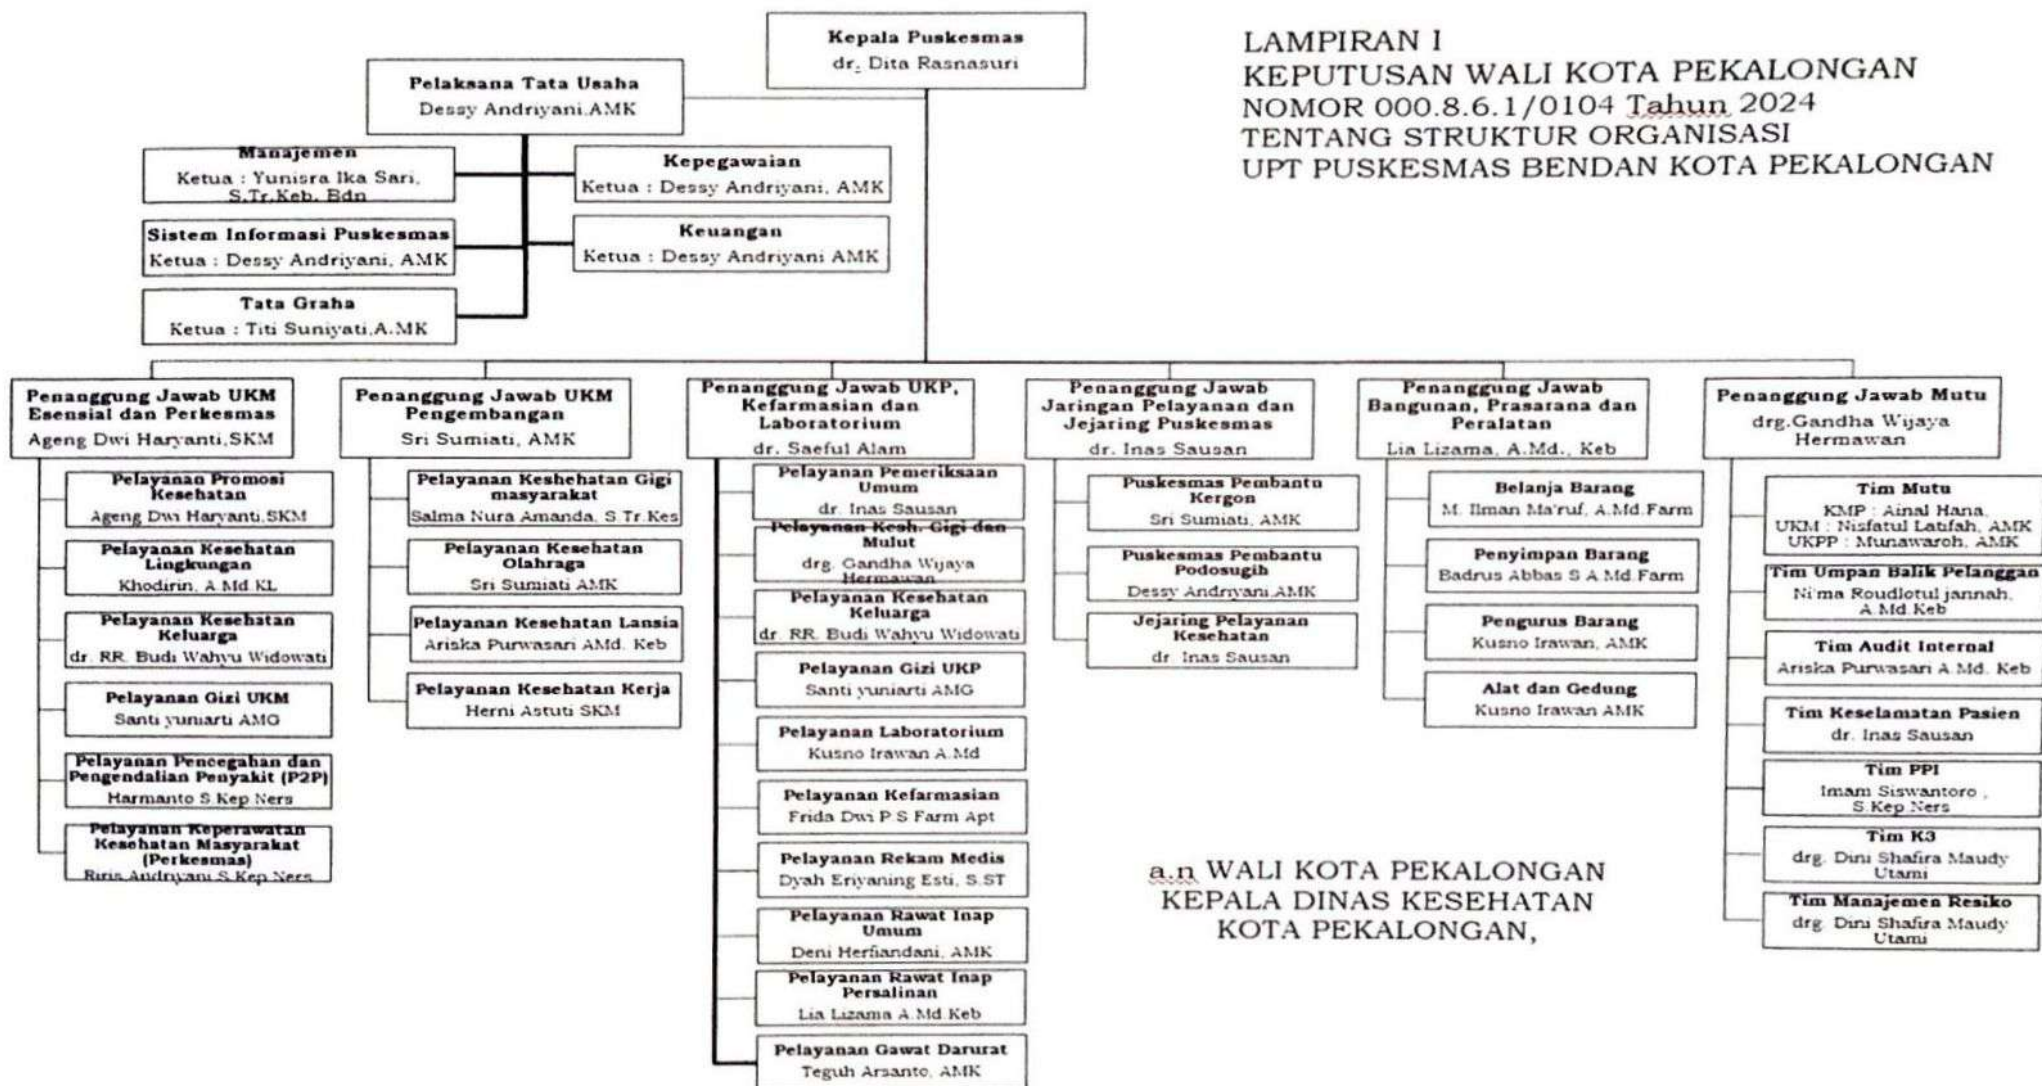 Kepala Puskesmas
dr. Dita Rasnasuri
LAMPIRAN I
KEPUTUSAN WALI KOTA PEKALONGAN
NOMOR 000.8.6.1/0104 Tahun 2024
TENTANG STRUKTUR ORGANISASI
UPT PUSKESMAS BENDAN KOTA PEKALONGAN
Pelaksana Tata Usaha
Dessy Andriyani,AMK
Manajemen
Ketua : Yunisra Ika Sari,
S.Tr.Keb, Bdn
Kepegawaian
Ketua : Dessy Andriyani, AMK
Sistem Informasi Puskesmas
Ketua : Dessy Andriyani, AMK
Keuangan
Ketua : Dessy Andriyani AMK
Tata Graha
Ketua : Titi Suniyati,A.MK
Penanggung Jawab UKM
Esensial dan Perkesmas
Ageng Dwi Haryanti,SKM
Pelayanan Promosi
Kesehatan
Ageng Dwi Haryanti,SKM
Pelayanan Kesehatan
Lingkungan
Khodirin, A.Md.KL
Pelayanan Kesehatan
Keluarga
dr. RR. Budi Wahyu Widowati
Pelayanan Gizi UKM
Santi yuniarti AMG
Pelayanan Pencegahan dan
Pengendalian Penyakit (P2P)
Harmanto S.Kep Ners
Pelayanan Keperawatan
Kesehatan Masyarakat
(Perkesmas)
Riris Andriyani S.Kep Ners
Penanggung Jawab UKM
Pengembangan
Sri Sumiati, AMK
Pelayanan Keshehatan Gigi
masyarakat
Salma Nura Amanda, S.Tr.Kes
Pelayanan Kesehatan
Olahraga
Sri Sumiati AMK
Pelayanan Kesehatan Lansia
Ariska Purwasari AMd. Keb
Pelayanan Kesehatan Kerja
Herni Astuti SKM
Penanggung Jawab UKP,
Kefarmasian dan
Laboratorium
dr. Saeful Alam
Pelayanan Pemeriksaan
Umum
dr. Inas Sausan
Pelayanan Kesh. Gigi dan
Mulut
drg. Gandha Wijaya
Hermawan
Pelayanan Kesehatan
Keluarga
dr. RR. Budi Wahyu Widowati
Pelayanan Gizi UKP
Santi yuniarti AMG
Pelayanan Laboratorium
Kusno Irawan A.Md
Pelayanan Kefarmasian
Frida Dwi P S Farm Apt
Pelayanan Rekam Medis
Dyah Eriyaning Esti, S.ST
Pelayanan Rawat Inap
Umum
Deni Herfiandani, AMK
Pelayanan Rawat Inap
Persalinan
Lia Lizama A.Md.Keb
Pelayanan Gawat Darurat
Teguh Arsanto, AMK
Penanggung Jawab
Jaringan Pelayanan dan
Jejaring Puskesmas
dr. Inas Sausan
Puskesmas Pembantu
Kergon
Sri Sumiati, AMK
Puskesmas Pembantu
Podosugih
Dessy Andriyani,AMK
Jejaring Pelayanan
Kesehatan
dr. Inas Sausan
Penanggung Jawab
Bangunan, Prasarana dan
Peralatan
Lia Lizama, A.Md., Keb
Belanja Barang
M. Ilman Ma'ruf, A.Md.Farm
Penyimpan Barang
Badrus Abbas S A.Md.Farm
Pengurus Barang
Kusno Irawan, AMK
Alat dan Gedung
Kusno Irawan AMK
Penanggung Jawab Mutu
drg.Gandha Wijaya
Hermawan
Tim Mutu
KMP : Ainal Hana,
UKM : Nisfatul Latifah, AMK
UKPP : Munawaroh, AMK
Tim Umpan Balik Pelanggan
Ni'ma Roudlotul jannah,
A.Md.Keb
Tim Audit Internal
Ariska Purwasari A.Md. Keb
Tim Keselamatan Pasien
dr. Inas Sausan
Tim PPI
Imam Siswantoro ,
S.Kep.Ners
Tim K3
drg. Dini Shafira Maudy
Utami
Tim Manajemen Resiko
drg. Dini Shafira Maudy
Utami
a.n WALI KOTA PEKALONGAN
KEPALA DINAS KESEHATAN
KOTA PEKALONGAN,